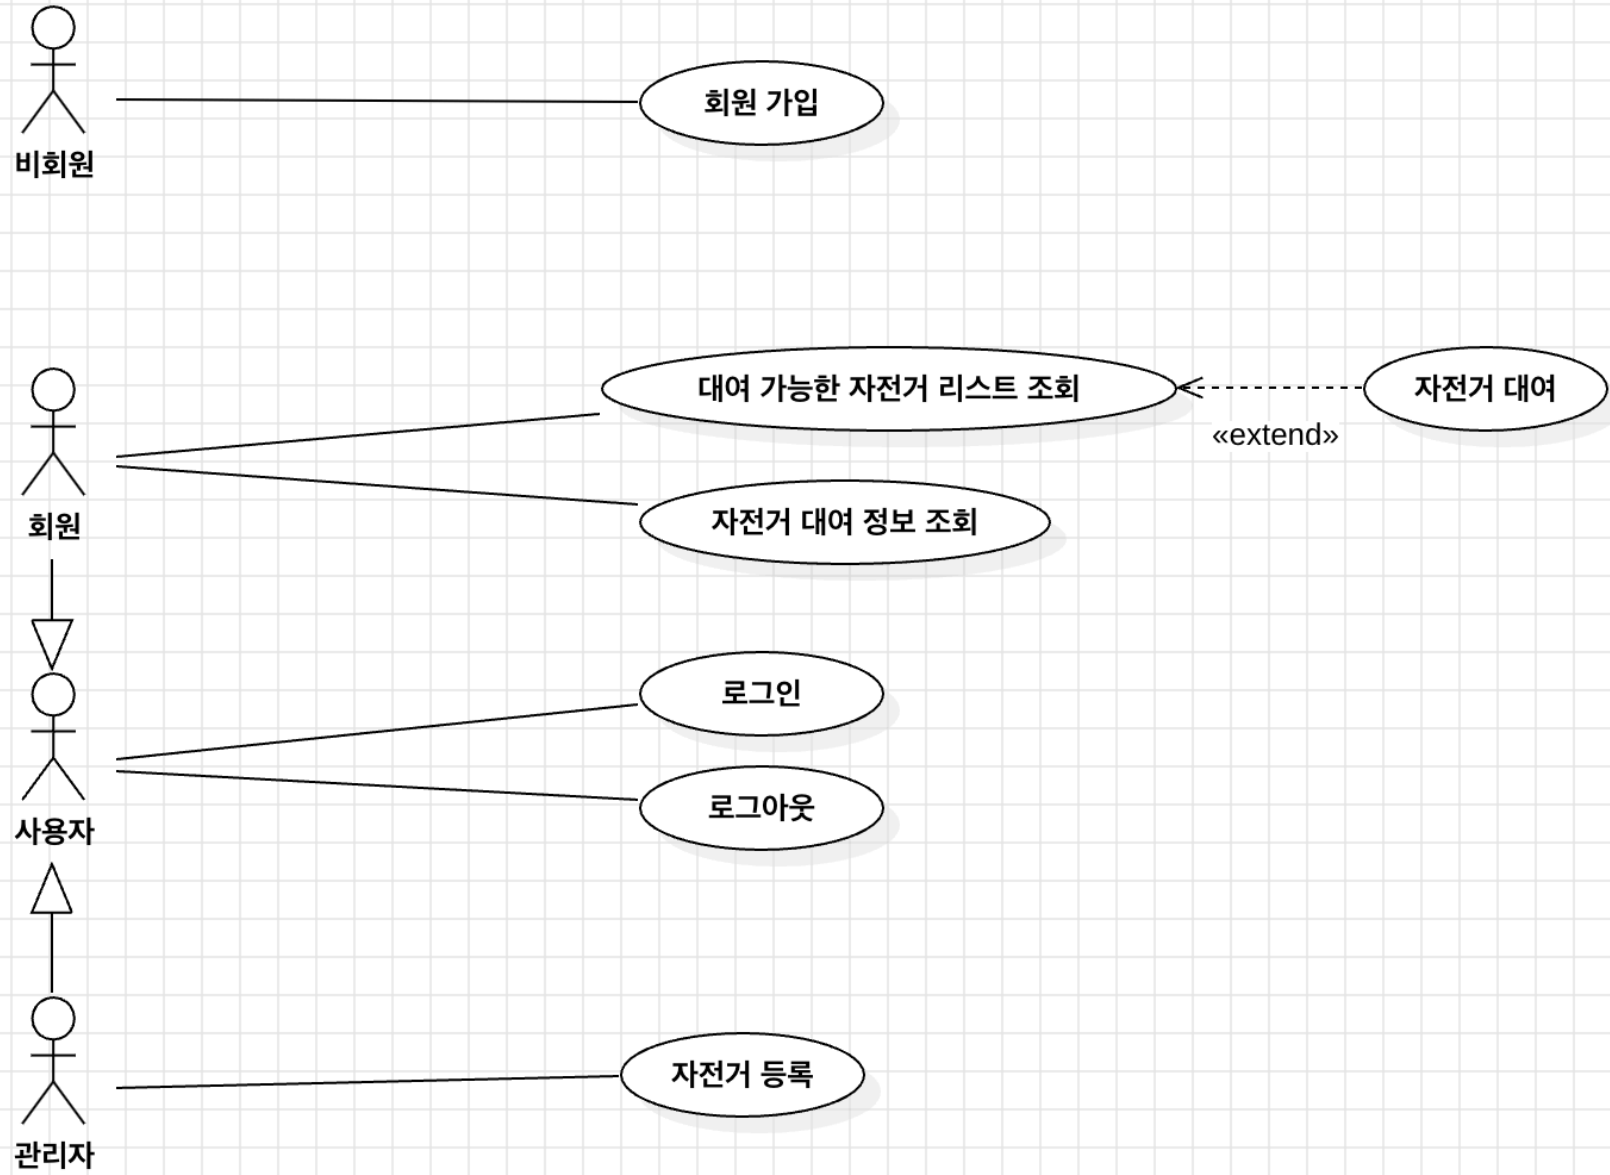 회원 가입
비회원
대여 가능한 자전거 리스트 조회
자전거 대여
«extend»
자전거 대여 정보 조회
회원
로그인
로그아웃
사용자
자전거 등록
관리자